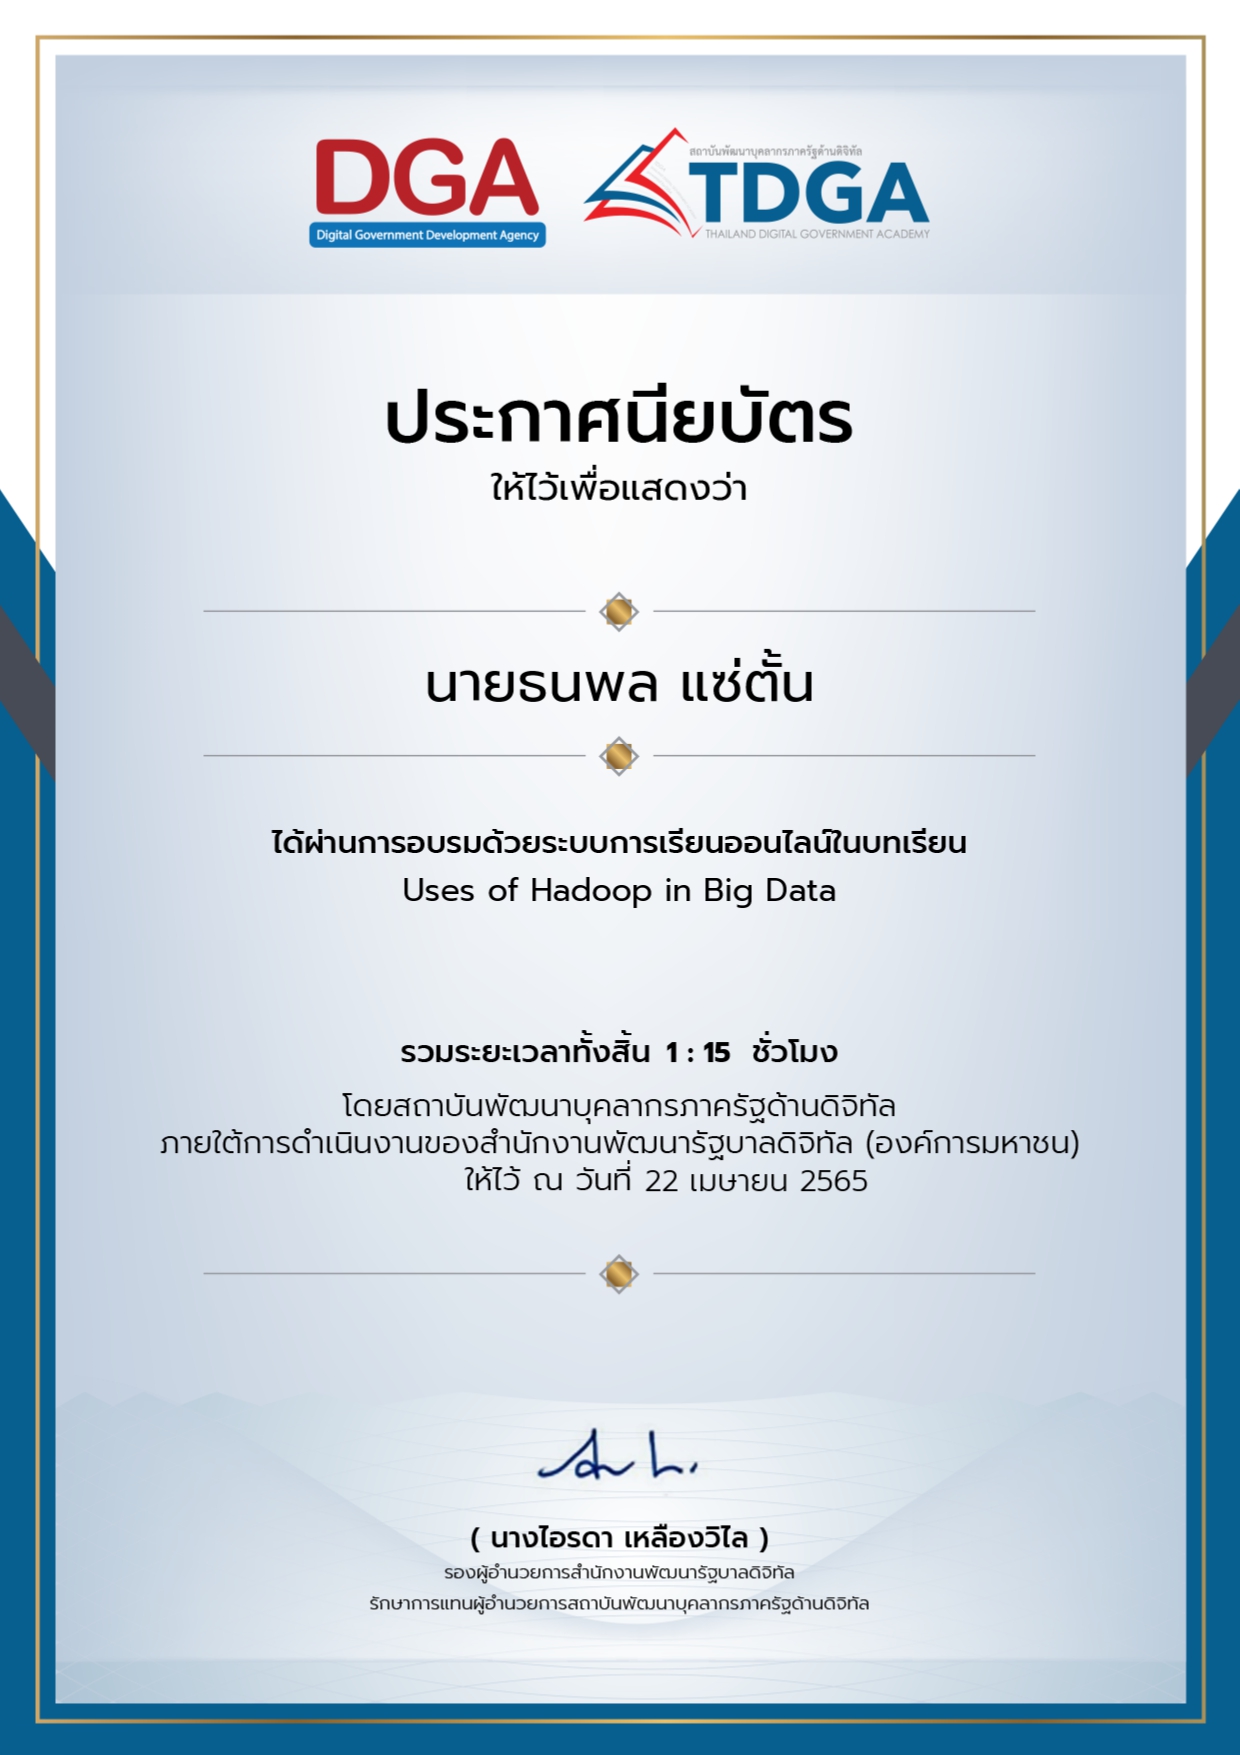 DGA
Digital Government Development Agency
สถาบันพัฒนาบุคลากรภาครัฐด้านดิจิทัล
TDGA
THAILAND DIGITAL GOVERNMENT ACADEMY
ประกาศนียบัตร
ให้ไว้เพื่อแสดงว่า
นายธนพล แซ่ตั้น
ได้ผ่านการอบรมด้วยระบบการเรียนออนไลน์ในบทเรียน
Uses of Hadoop in Big Data
รวมระยะเวลาทั้งสิ้น 1 : 15 ชั่วโมง
โดยสถาบันพัฒนาบุคลากรภาครัฐด้านดิจิทัล
ภายใต้การดำเนินงานของสำนักงานพัฒนารัฐบาลดิจิทัล (องค์การมหาชน)
ให้ไว้ ณ วันที่ 22 เมษายน 2565
( นางไอรดา เหลืองวิไล )
รองผู้อำนวยการสำนักงานพัฒนารัฐบาลดิจิทัล
รักษาการแทนผู้อำนวยการสถาบันพัฒนาบุคลากรภาครัฐด้านดิจิทัล